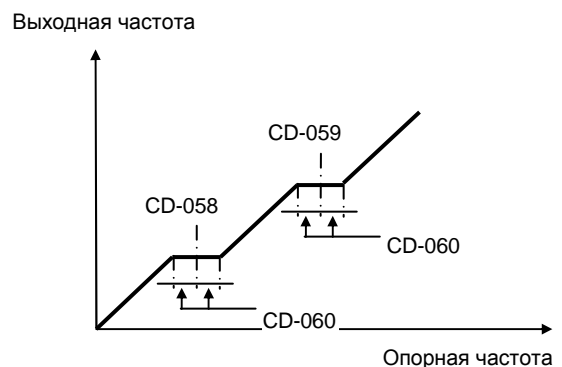 Выходная частота
CD-059
CD-058
CD-060
CD-060
Опорная частота